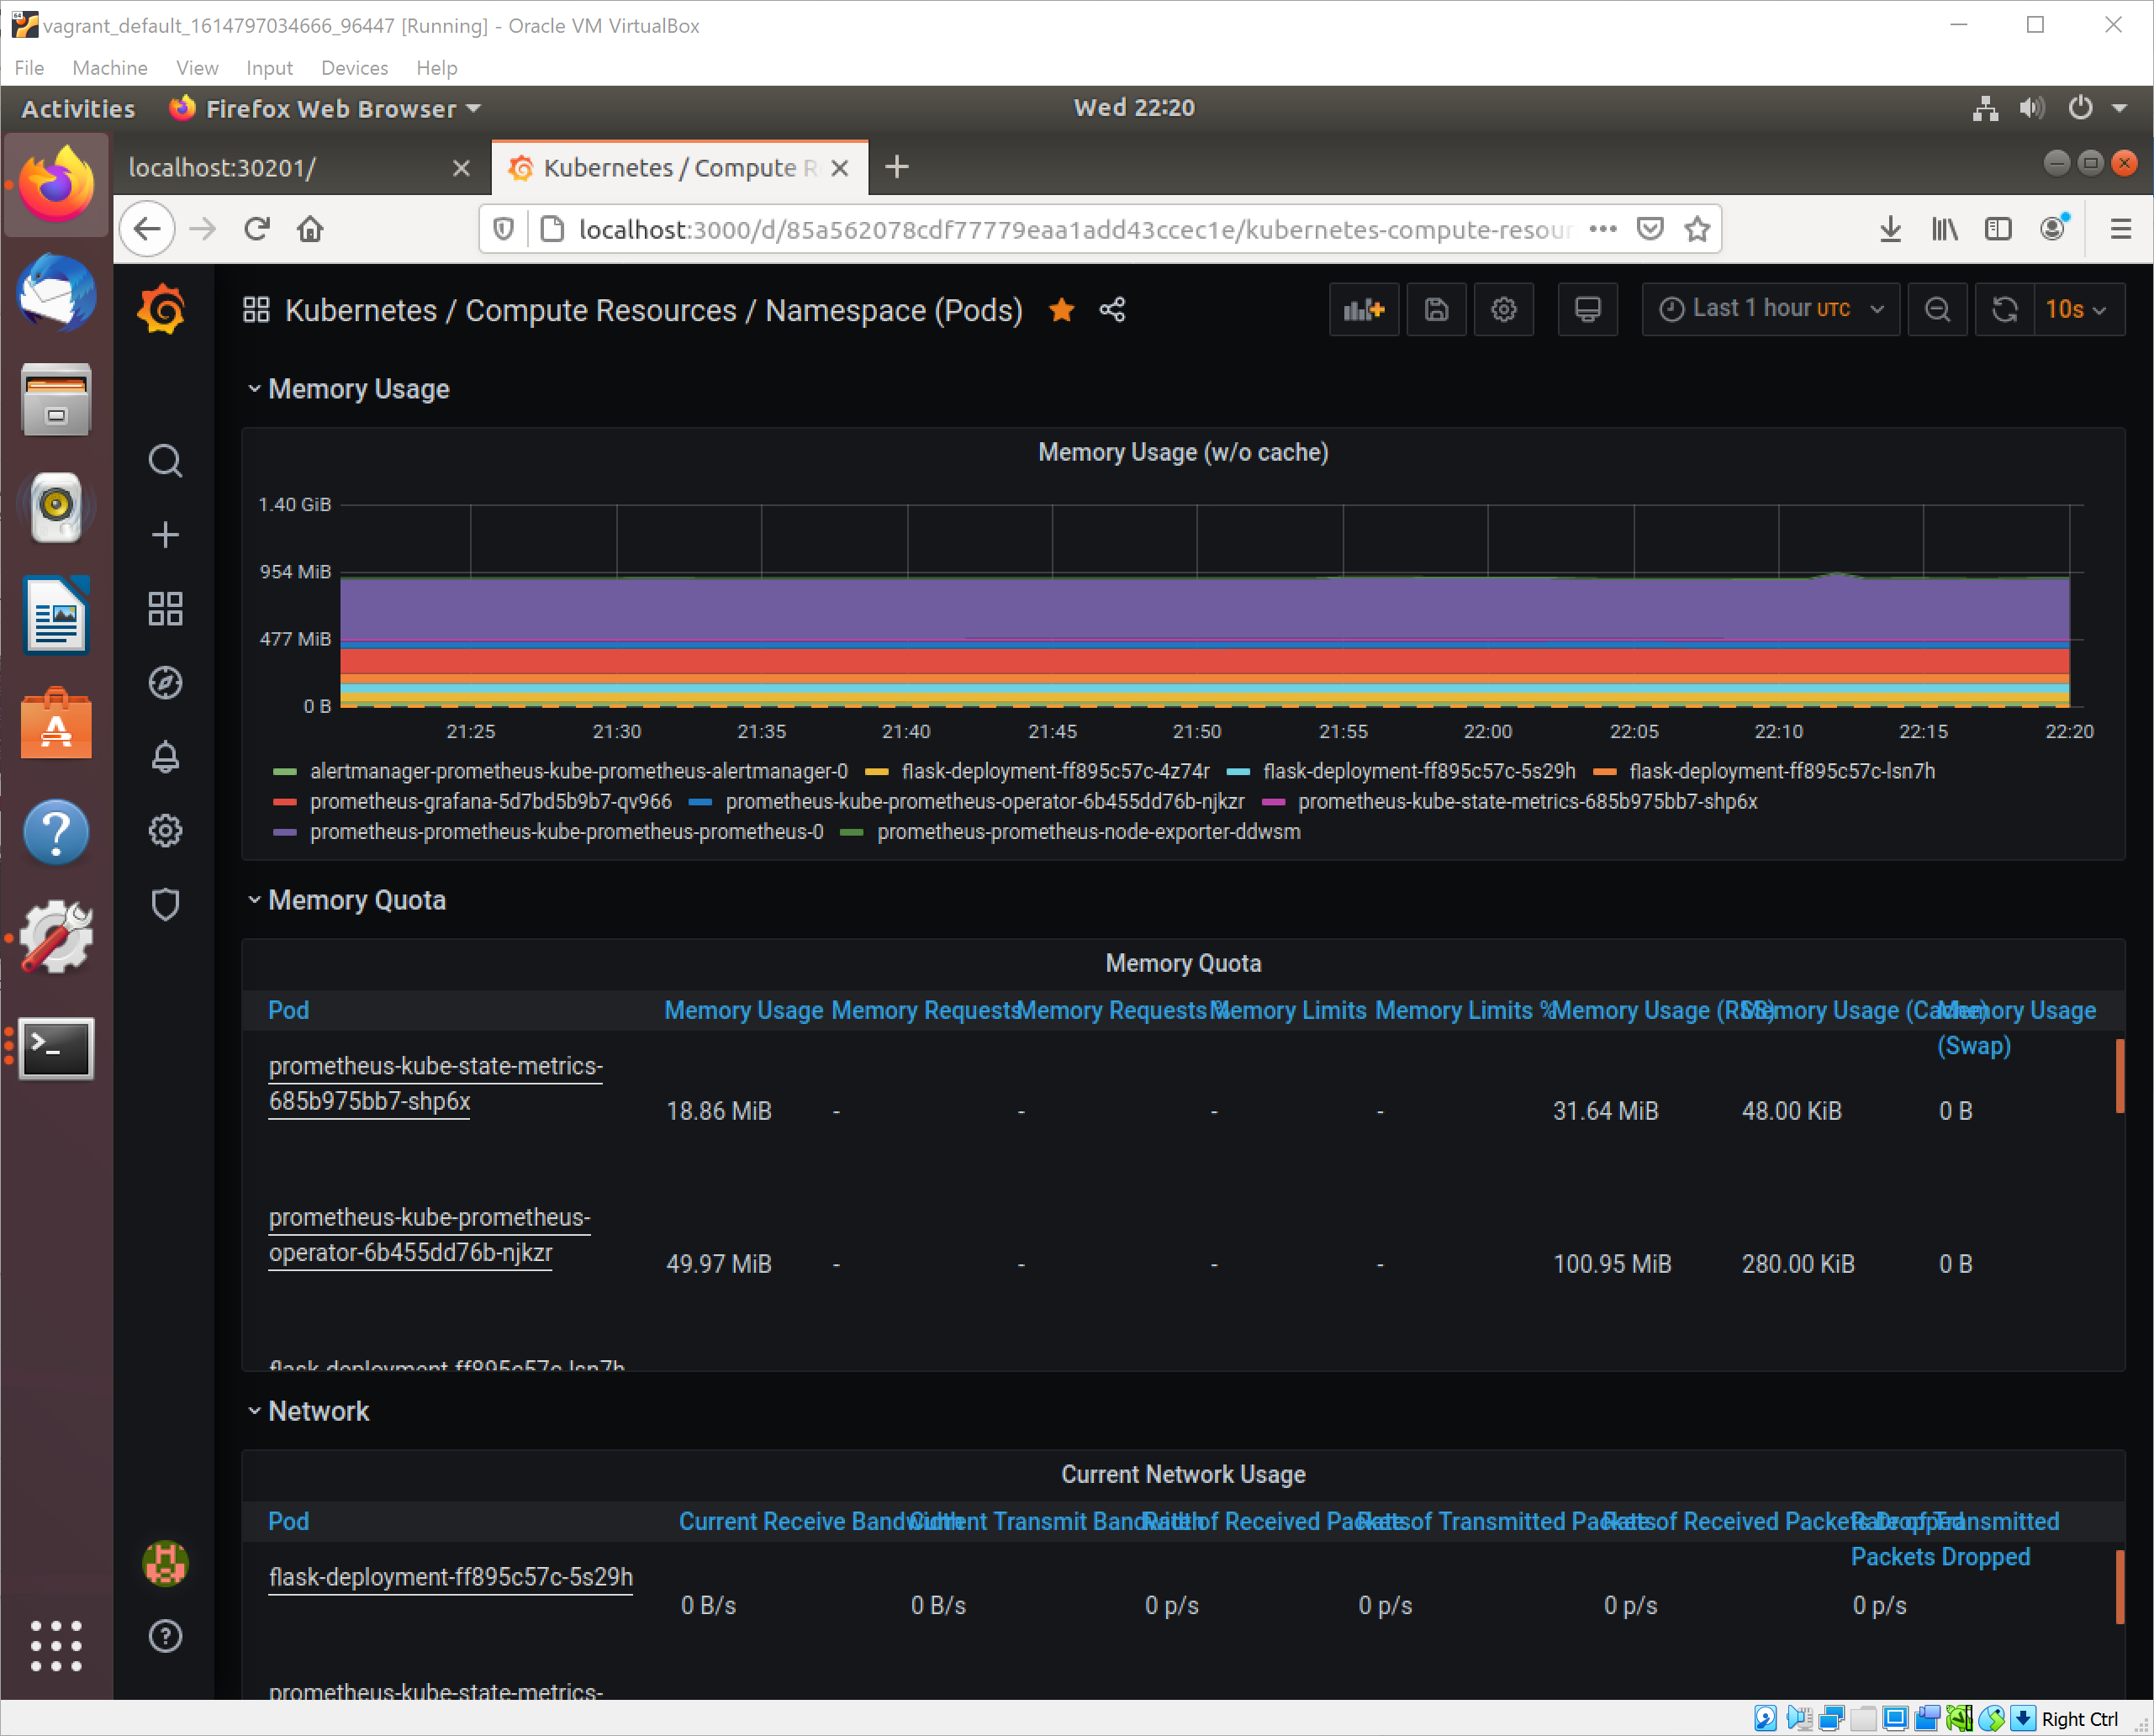 vagrant_default_1614797034666_96447 [Running] - Oracle VM VirtualBox
File Machine View Input Devices Help
Activities Firefox Web Browser Wed 22:20
localhost:30201/ Kubernetes / Compute R
localhost:3000/d/85a562078cdf77779eaa1add43ccec1e/kubernetes-compute-resour
Kubernetes / Compute Resources / Namespace (Pods) Last 1 hour UTC 10s
Memory Usage
Memory Usage (w/o cache)
1.40 GiB
954 MiB
477 MiB
0 B
21:25 21:30 21:35 21:40 21:45 21:50 21:55 22:00 22:05 22:10 22:15 22:20
alertmanager-prometheus-kube-prometheus-alertmanager-0 flask-deployment-ff895c57c-4z74r flask-deployment-ff895c57c-5s29h flask-deployment-ff895c57c-lsn7h
prometheus-grafana-5d7bd5b9b7-qv966 prometheus-kube-prometheus-operator-6b455dd76b-njkzr prometheus-kube-state-metrics-685b975bb7-shp6x
prometheus-prometheus-kube-prometheus-prometheus-0 prometheus-prometheus-node-exporter-ddwsm
Memory Quota
Memory Quota
Pod Memory Usage Memory Requests Memory Requests % Memory Limits Memory Limits % Memory Usage (RSS) Memory Usage (Cache) Memory Usage
(Swap)
prometheus-kube-state-metrics-
685b975bb7-shp6x
18.86 MiB - - - - 31.64 MiB 48.00 KiB 0 B
prometheus-kube-prometheus-
operator-6b455dd76b-njkzr
49.97 MiB - - - - 100.95 MiB 280.00 KiB 0 B
flask-deployment-ff895c57c-lsn7h
Network
Current Network Usage
Pod Current Receive Bandwidth Current Transmit Bandwidth Rate of Received Packets Rate of Transmitted Packets Rate of Received Packets Dropped Rate of Transmitted
Packets Dropped
flask-deployment-ff895c57c-5s29h
0 B/s 0 B/s 0 p/s 0 p/s 0 p/s 0 p/s
prometheus-kube-state-metrics-
Right Ctrl